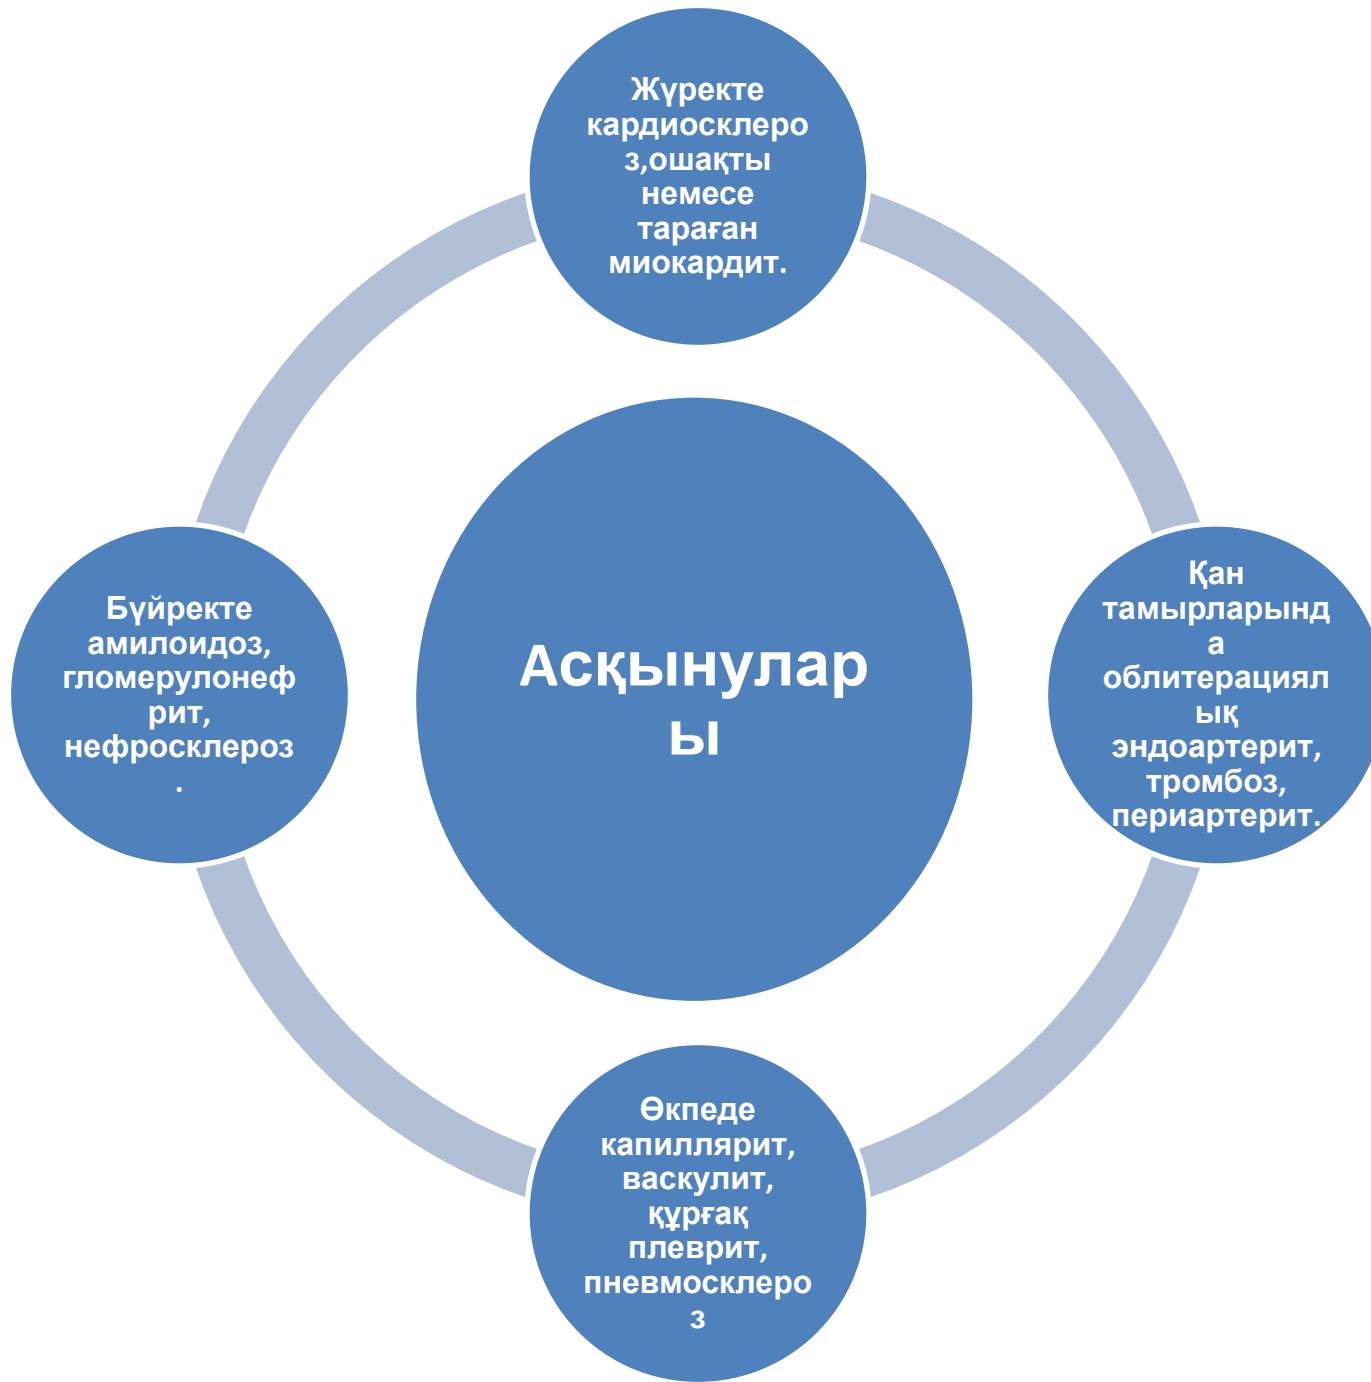 Жүректе
кардиосклеро
з,ошақты
немесе
тараған
миокардит.
Қан
тамырларынд
а
облитерациял
ық
эндоартерит,
тромбоз,
периартерит.
Өкпеде
капиллярит,
васкулит,
құрғақ
плеврит,
пневмосклеро
з
Бүйректе
амилоидоз,
гломерулонеф
рит,
нефросклероз
.
Асқынулар
ы